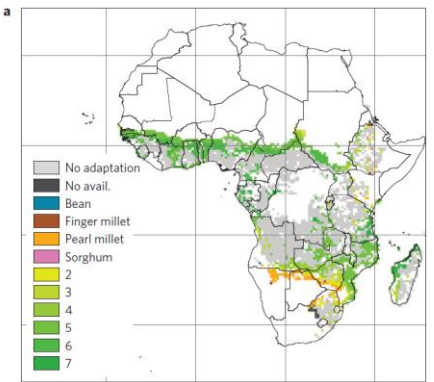 a
No adaptation
No avail.
Bean
Finger millet
Pearl millet
Sorghum
2
3
4
5
6
7